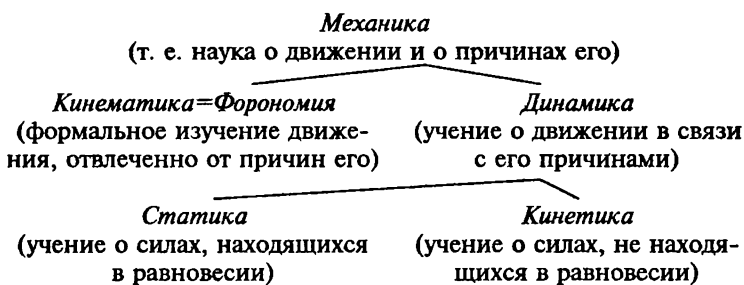 Механика
(т. е. наука о движении и о причинах его)
Кинематика=Форономия
(формальное изучение движе-
ния, отвлеченно от причин его)
Динамика
(учение о движении в связи
с его причинами)
Статика
(учение о силах, находящихся
в равновесии)
Кинетика
(учение о силах, не находя-
щихся в равновесии)